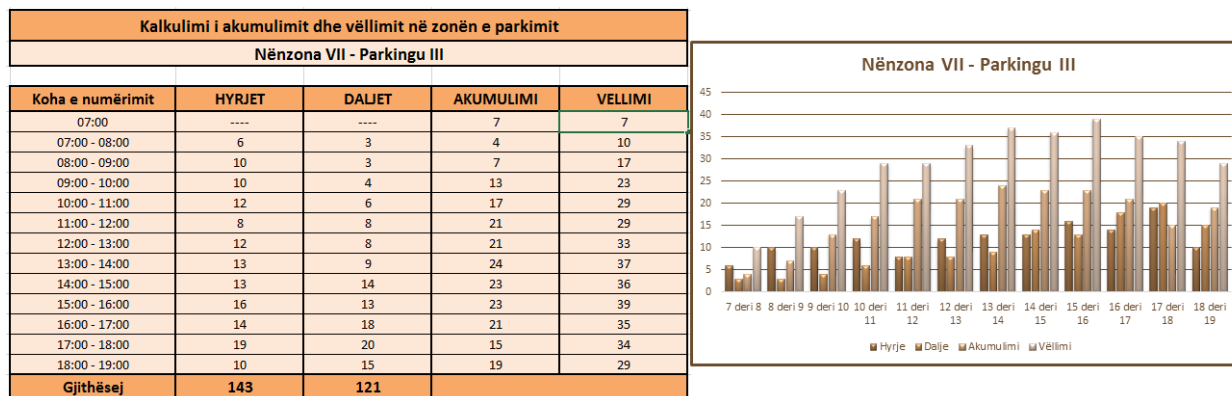 Kalkulimi i akumulimit dhe vëllimit në zonën e parkimit
Nënzona VII - Parkingu III
Koha e numërimit HYRJET DALJET AKUMULIMI VELLIMI
07:00 ---- ---- 7 7
07:00 - 08:00 6 3 4 10
08:00 - 09:00 10 3 7 17
09:00 - 10:00 10 4 13 23
10:00 - 11:00 12 6 17 29
11:00 - 12:00 8 8 21 29
12:00 - 13:00 12 8 21 33
13:00 - 14:00 13 9 24 37
14:00 - 15:00 13 14 23 36
15:00 - 16:00 16 13 23 39
16:00 - 17:00 14 18 21 35
17:00 - 18:00 19 20 15 34
18:00 - 19:00 10 15 19 29
Gjithësej 143 121
Nënzona VII - Parkingu III
45
40
35
30
25
20
15
10
5
0
7 deri 8 8 deri 9 9 deri 10 10 deri 11 11 deri 12 12 deri 13 13 deri 14 14 deri 15 15 deri 16 16 deri 17 17 deri 18 18 deri 19
Hyrje Dalje Akumulimi Vëllimi